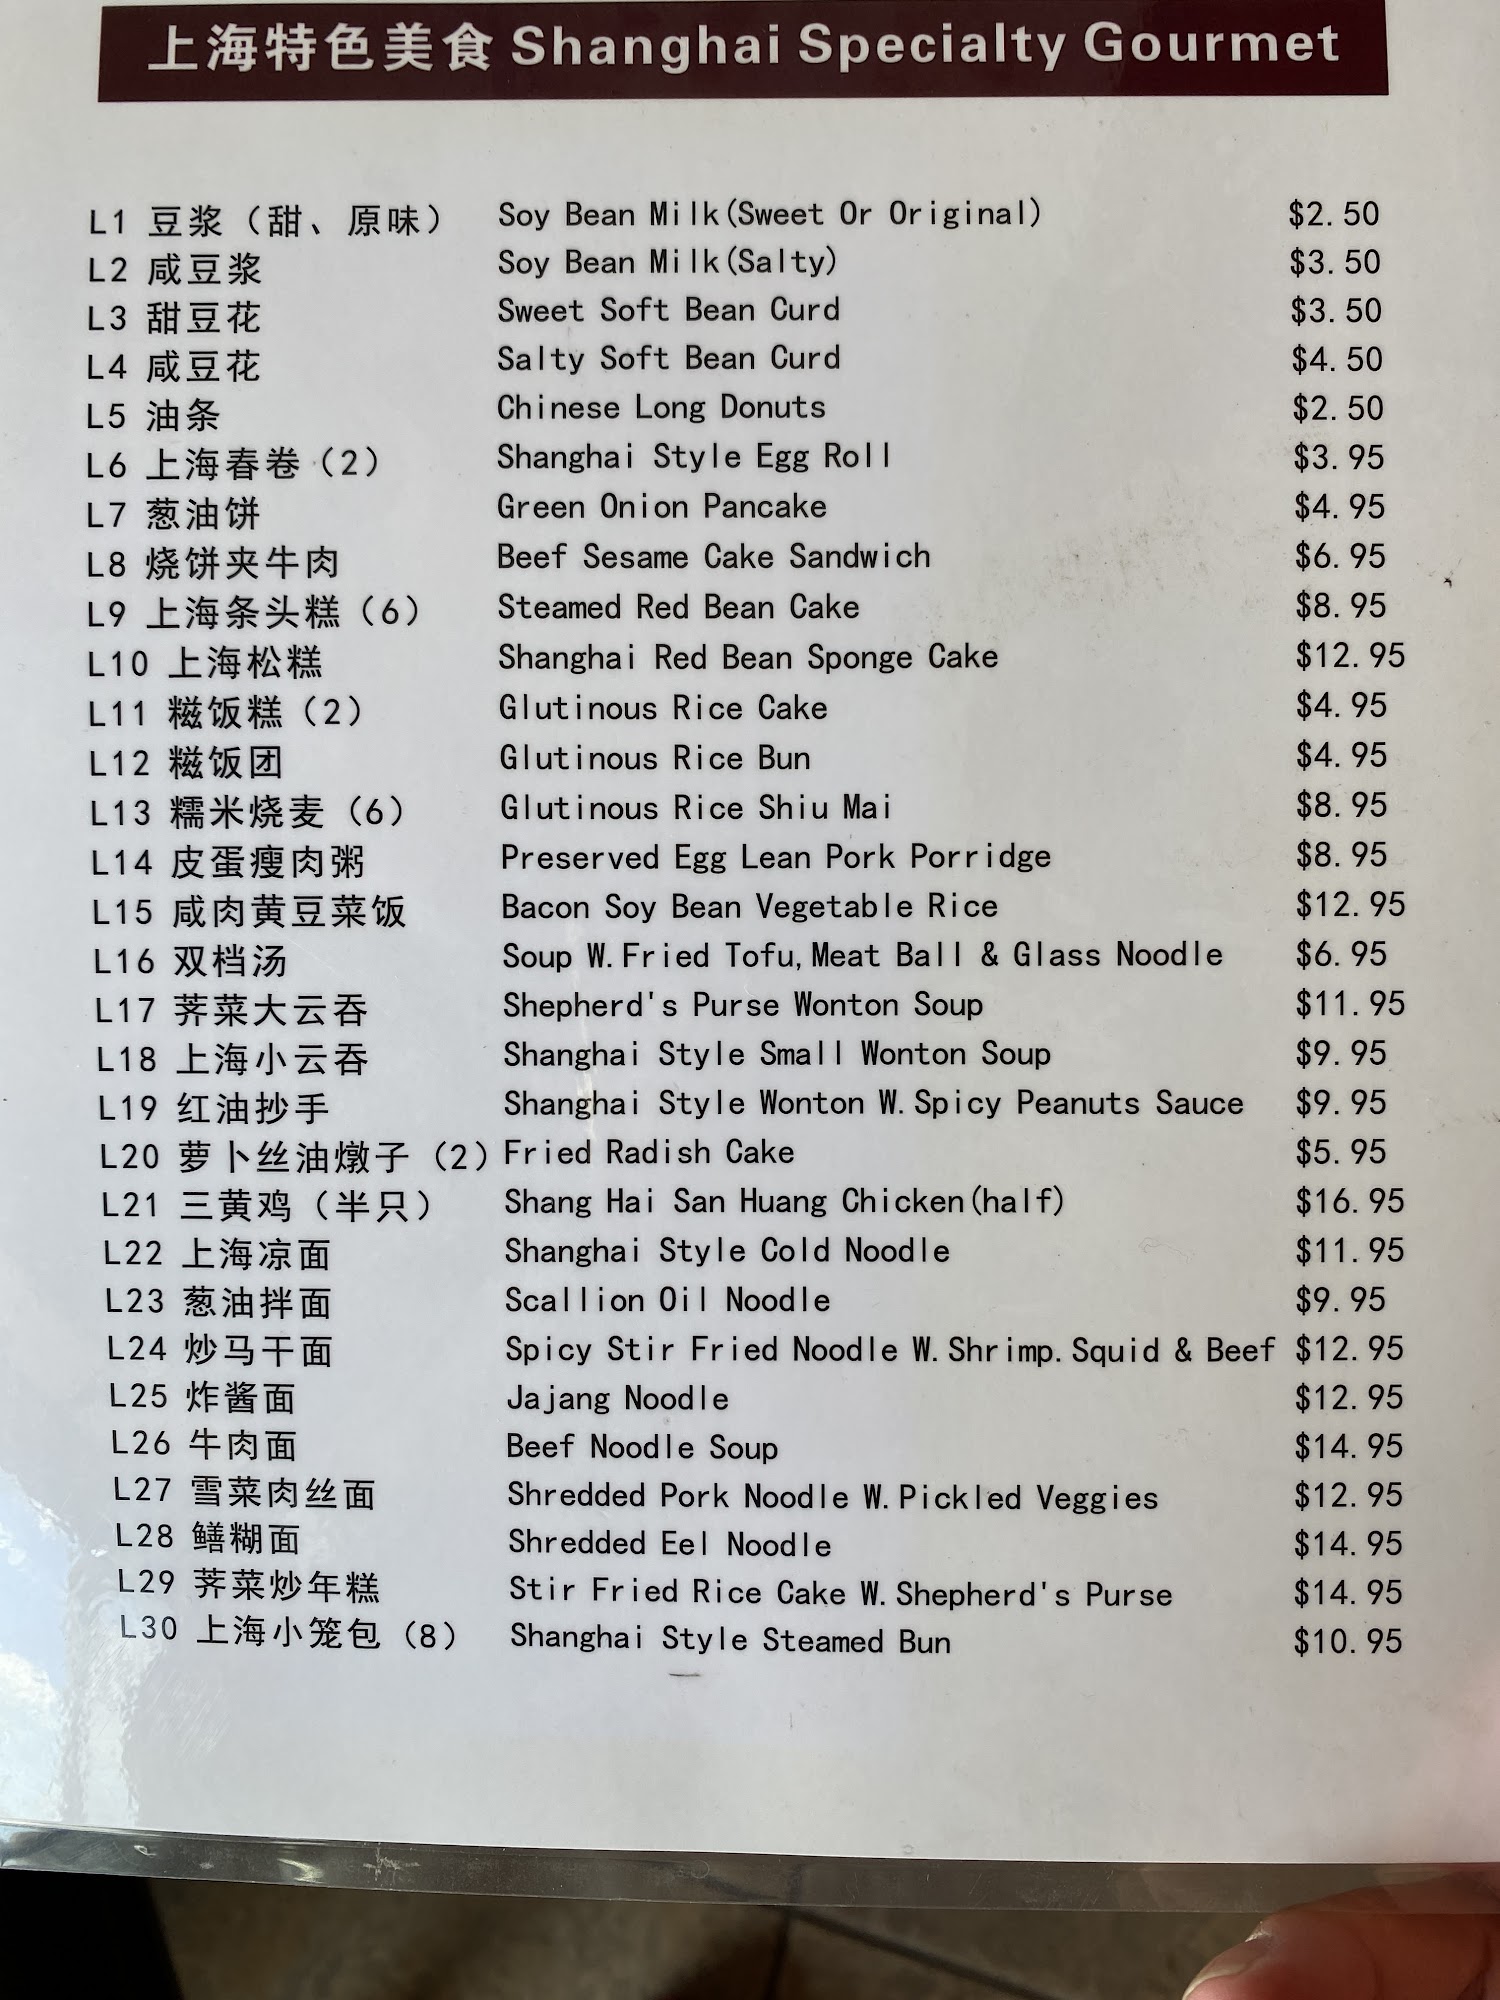 上海特色美食 Shanghai Specialty Gourmet
L1 豆浆（甜、原味） Soy Bean Milk(Sweet Or Original) $2.50
L2 咸豆浆 Soy Bean Milk(Salty) $3.50
L3 甜豆花 Sweet Soft Bean Curd $3.50
L4 咸豆花 Salty Soft Bean Curd $4.50
L5 油条 Chinese Long Donuts $2.50
L6 上海春卷（2） Shanghai Style Egg Roll $3.95
L7 葱油饼 Green Onion Pancake $4.95
L8 烧饼夹牛肉 Beef Sesame Cake Sandwich $6.95
L9 上海条头糕（6） Steamed Red Bean Cake $8.95
L10 上海松糕 Shanghai Red Bean Sponge Cake $12.95
L11 糍饭糕（2） Glutinous Rice Cake $4.95
L12 糍饭团 Glutinous Rice Bun $4.95
L13 糯米烧麦（6） Glutinous Rice Shiu Mai $8.95
L14 皮蛋瘦肉粥 Preserved Egg Lean Pork Porridge $8.95
L15 咸肉黄豆菜饭 Bacon Soy Bean Vegetable Rice $12.95
L16 双档汤 Soup W.Fried Tofu,Meat Ball & Glass Noodle $6.95
L17 荠菜大云吞 Shepherd's Purse Wonton Soup $11.95
L18 上海小云吞 Shanghai Style Small Wonton Soup $9.95
L19 红油抄手 Shanghai Style Wonton W.Spicy Peanuts Sauce $9.95
L20 萝卜丝油燉子（2） Fried Radish Cake $5.95
L21 三黄鸡（半只） Shang Hai San Huang Chicken(half) $16.95
L22 上海凉面 Shanghai Style Cold Noodle $11.95
L23 葱油拌面 Scallion Oil Noodle $9.95
L24 炒马干面 Spicy Stir Fried Noodle W.Shrimp.Squid & Beef $12.95
L25 炸酱面 Jajang Noodle $12.95
L26 牛肉面 Beef Noodle Soup $14.95
L27 雪菜肉丝面 Shredded Pork Noodle W.Pickled Veggies $12.95
L28 鳝糊面 Shredded Eel Noodle $14.95
L29 荠菜炒年糕 Stir Fried Rice Cake W.Shepherd's Purse $14.95
L30 上海小笼包（8） Shanghai Style Steamed Bun $10.95